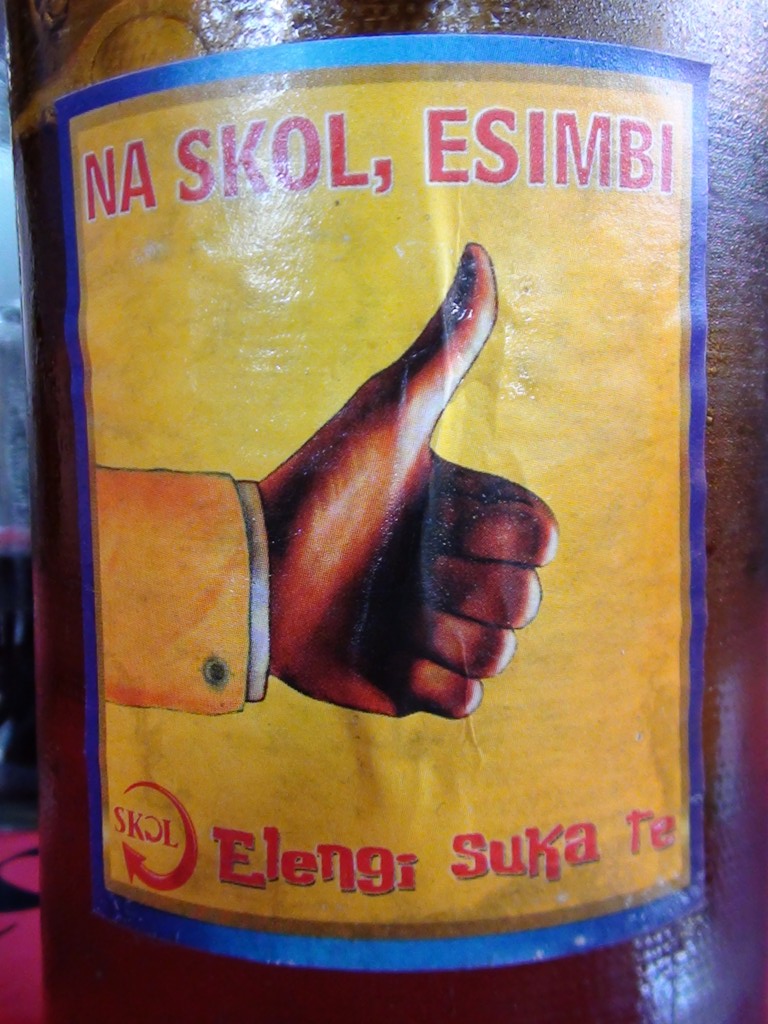 NA SKOL, ESIMBI
SKOL
Elengi suka te